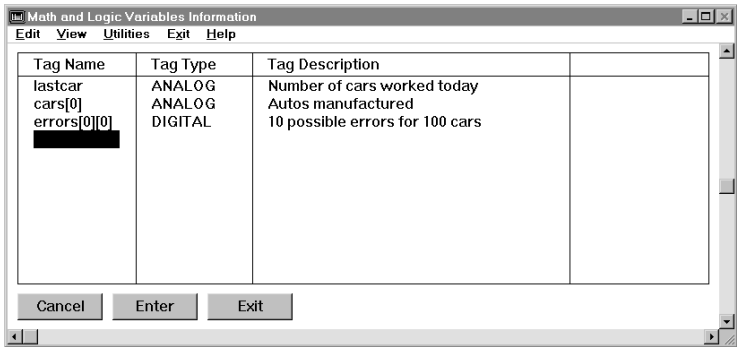 Math and Logic Variables Information
Edit View Utilities Exit Help
Tag Name Tag Type Tag Description
lastcar ANALOG Number of cars worked today
cars[0] ANALOG Autos manufactured
errors[0][0] DIGITAL 10 possible errors for 100 cars
Cancel Enter Exit